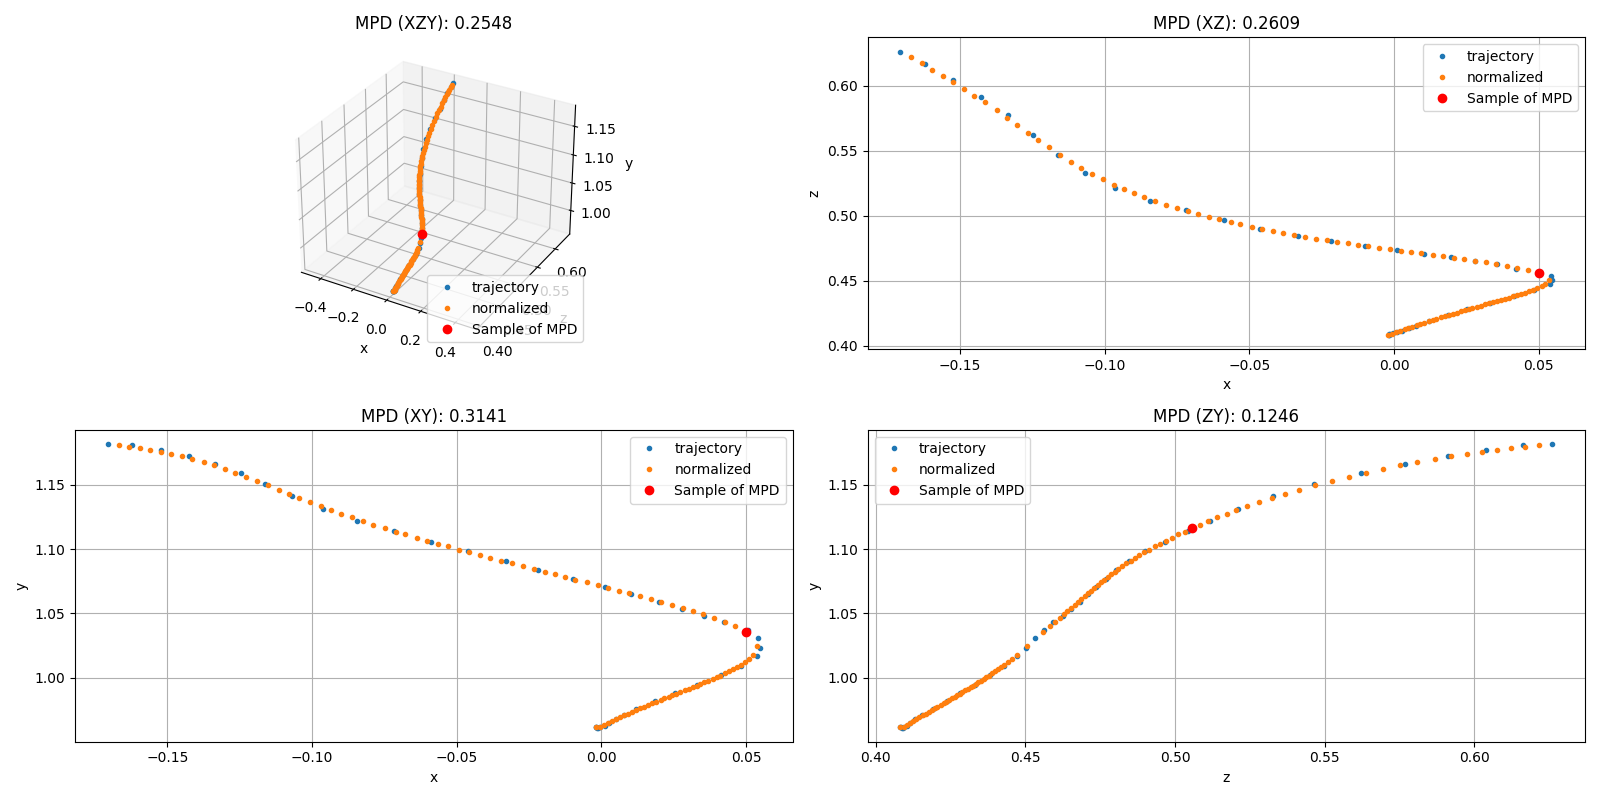 MPD (XZY): 0.2548
1.15
1.10
1.05
1.00
y
0.60
0.55
z
0.40
−0.4
−0.2
0.0
0.2
0.4
x
trajectory
normalized
Sample of MPD
MPD (XZ): 0.2609
0.60
0.55
0.50
0.45
0.40
z
−0.15
−0.10
−0.05
0.00
0.05
x
trajectory
normalized
Sample of MPD
MPD (XY): 0.3141
1.15
1.10
1.05
1.00
y
−0.15
−0.10
−0.05
0.00
0.05
x
trajectory
normalized
Sample of MPD
MPD (ZY): 0.1246
1.15
1.10
1.05
1.00
y
0.40
0.45
0.50
0.55
0.60
z
trajectory
normalized
Sample of MPD